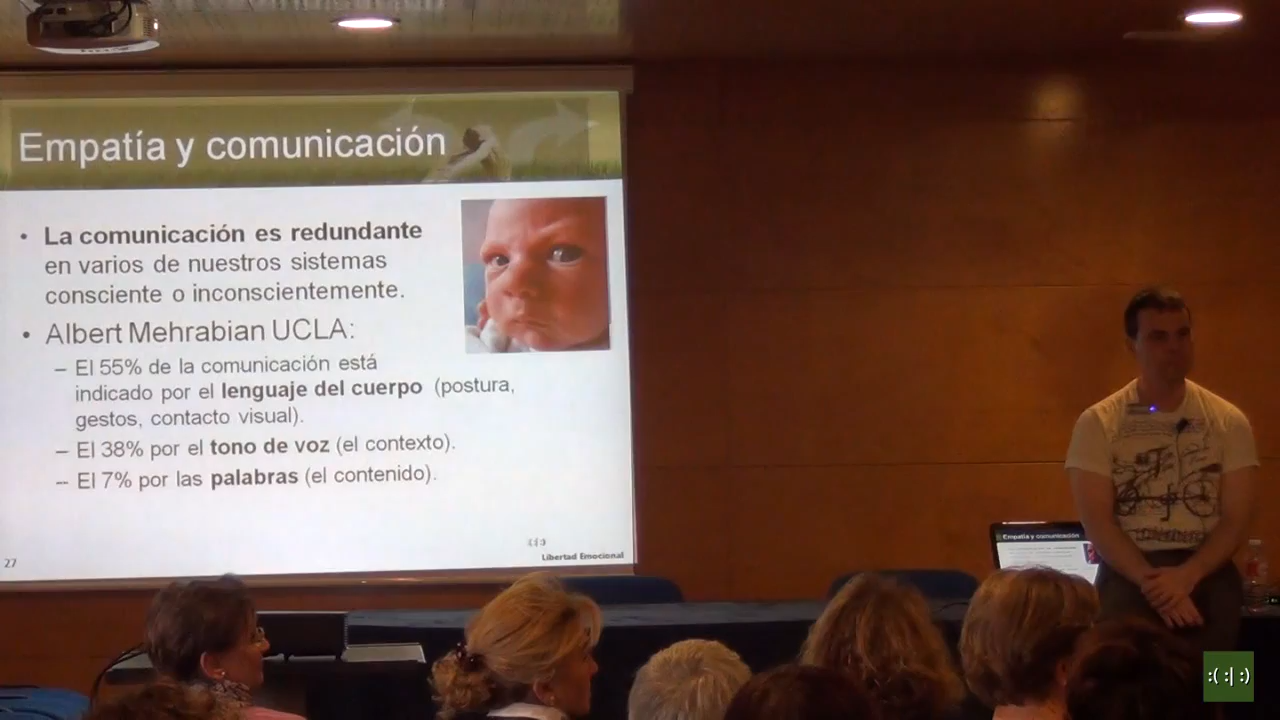 Empatía y comunicación
• La comunicación es redundante
en varios de nuestros sistemas
consciente o inconscientemente.
• Albert Mehrabian UCLA:
– El 55% de la comunicación está
indicado por el lenguaje del cuerpo (postura,
gestos, contacto visual).
– El 38% por el tono de voz (el contexto).
– El 7% por las palabras (el contenido).
:(:|:)
Libertad Emocional
27
Empatía y comunicación
:( :| :)